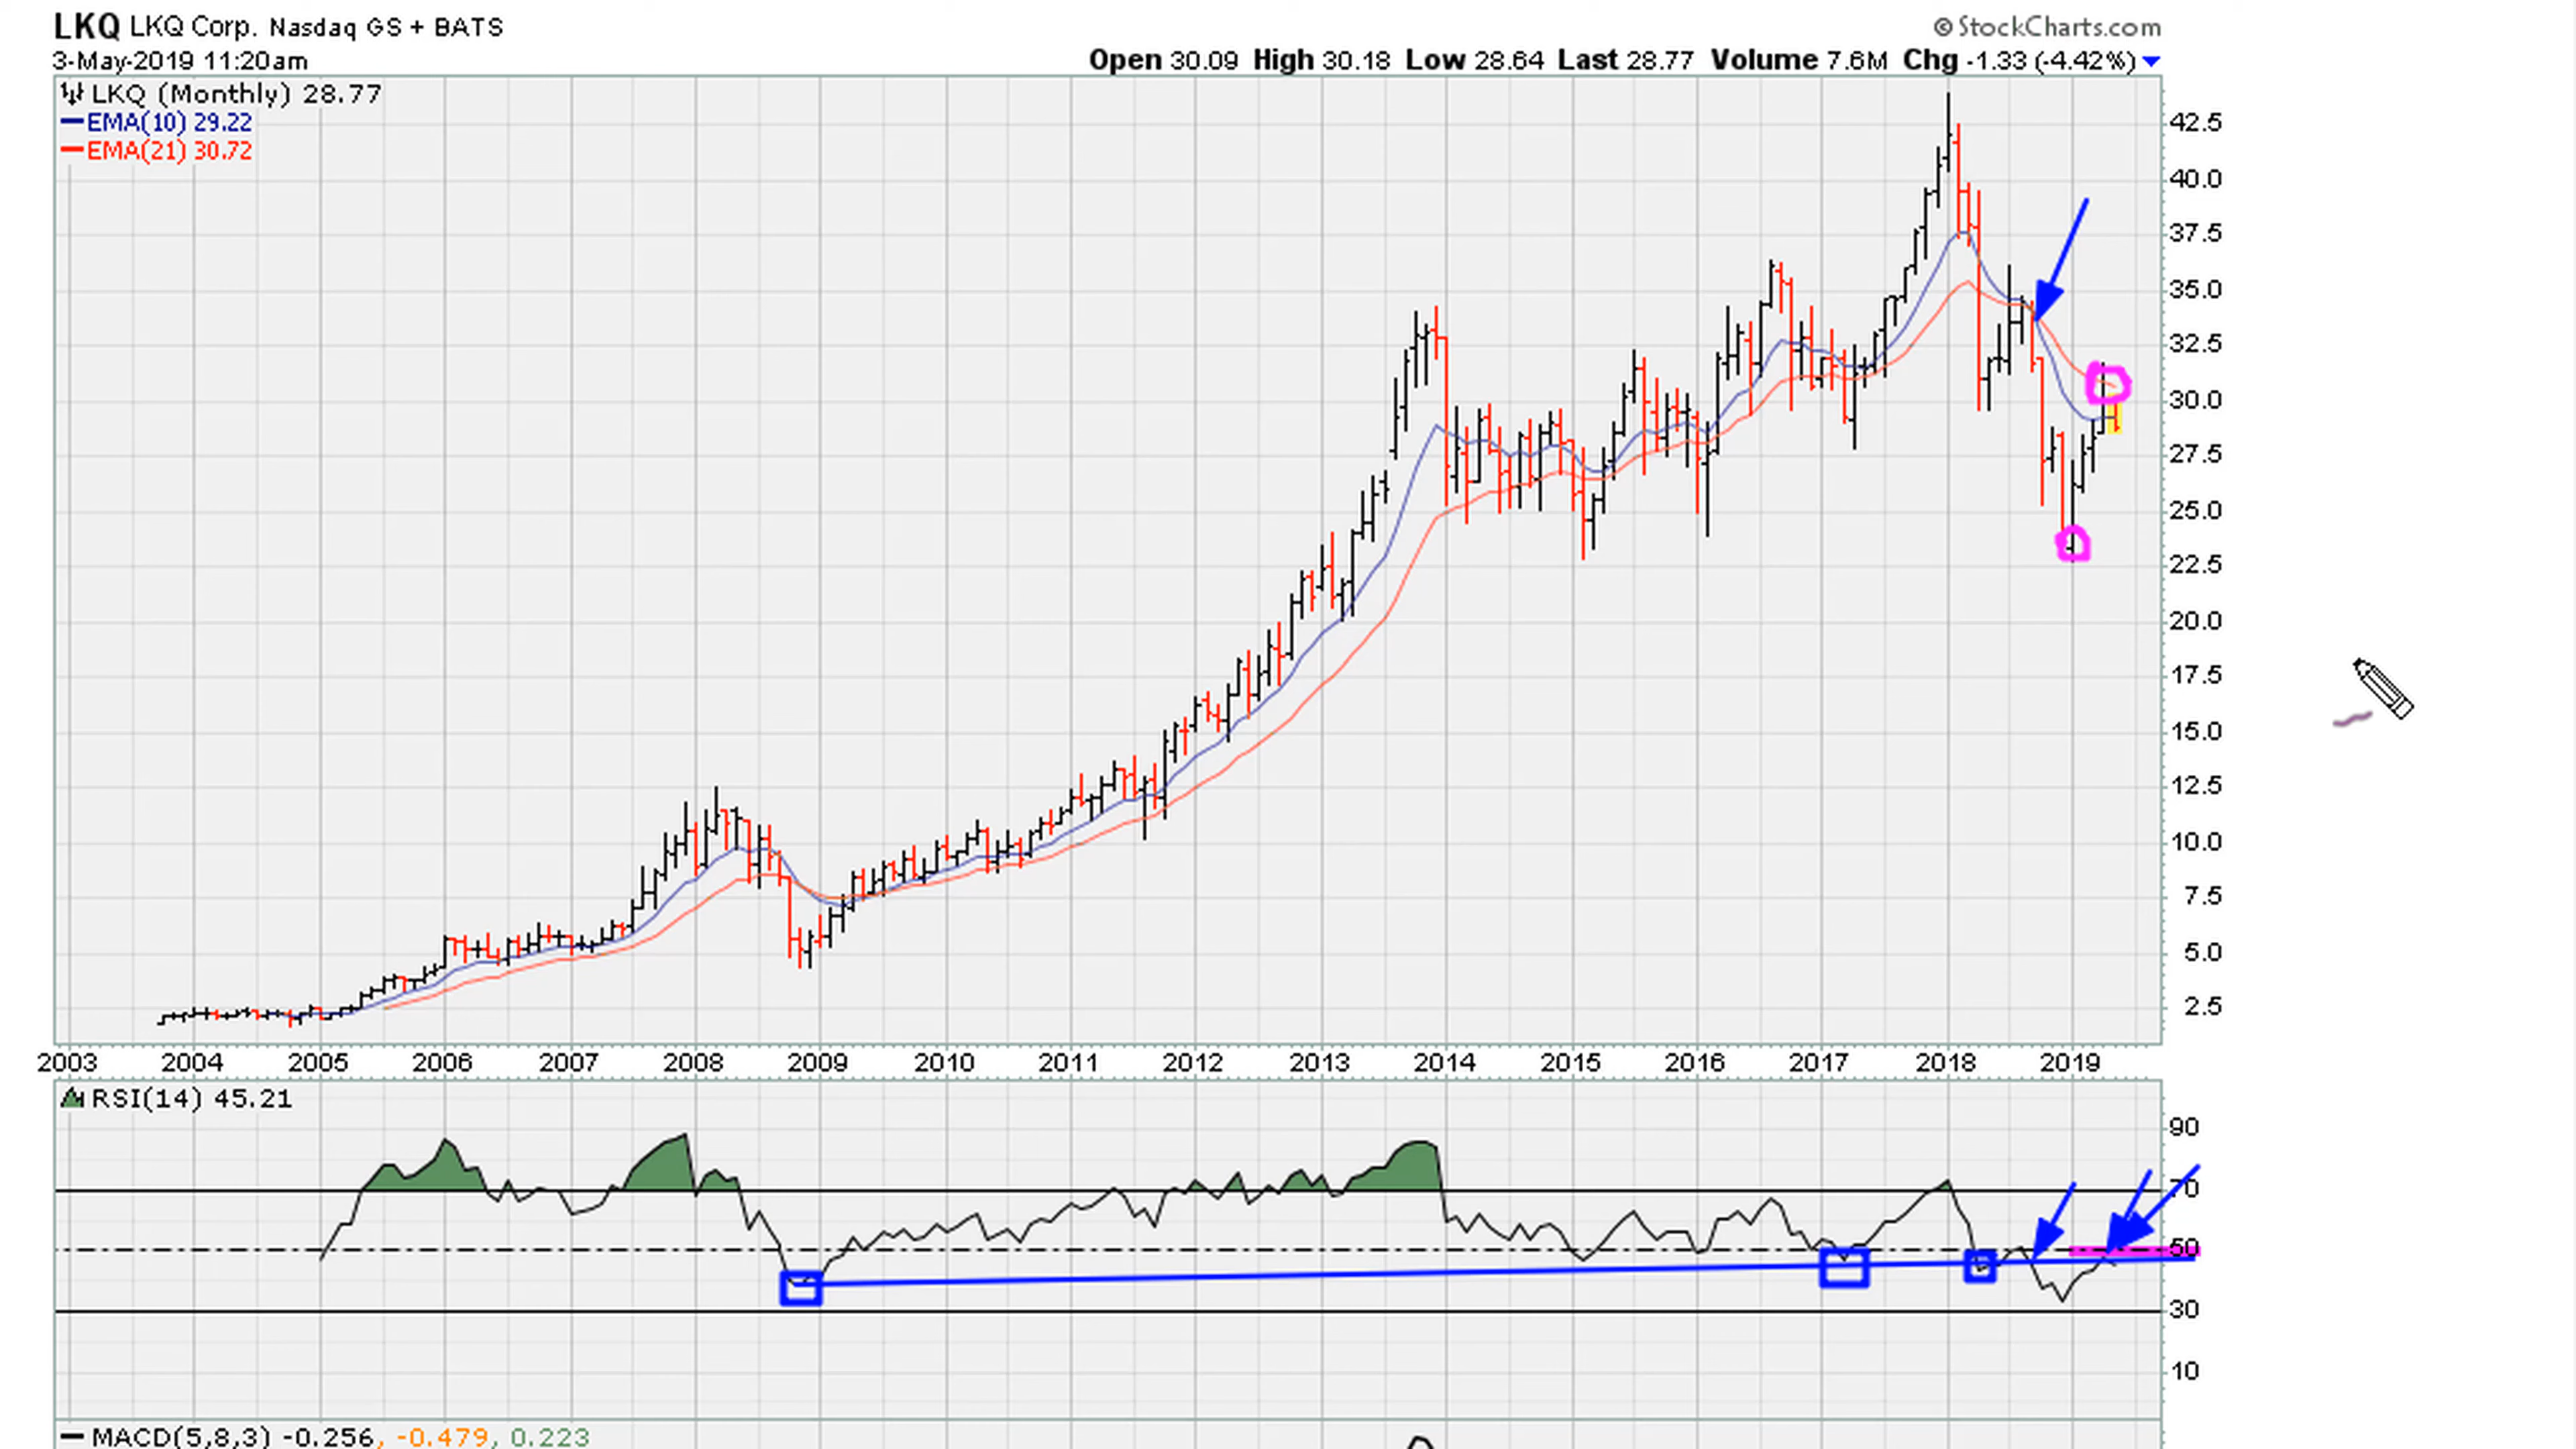 LKQ LKQ Corp. Nasdaq GS + BATS © StockCharts.com
3-May-2019 11:20am Open 30.09 High 30.18 Low 28.64 Last 28.77 Volume 7.6M Chg -1.33 (-4.42%)
LKQ (Monthly) 28.77
EMA(10) 29.22
EMA(21) 30.72
42.5
40.0
37.5
35.0
32.5
30.0
27.5
25.0
22.5
20.0
17.5
15.0
12.5
10.0
7.5
5.0
2.5
2003 2004 2005 2006 2007 2008 2009 2010 2011 2012 2013 2014 2015 2016 2017 2018 2019
RSI(14) 45.21
90
70
50
30
10
MACD(5,8,3) -0.256, -0.479, 0.223